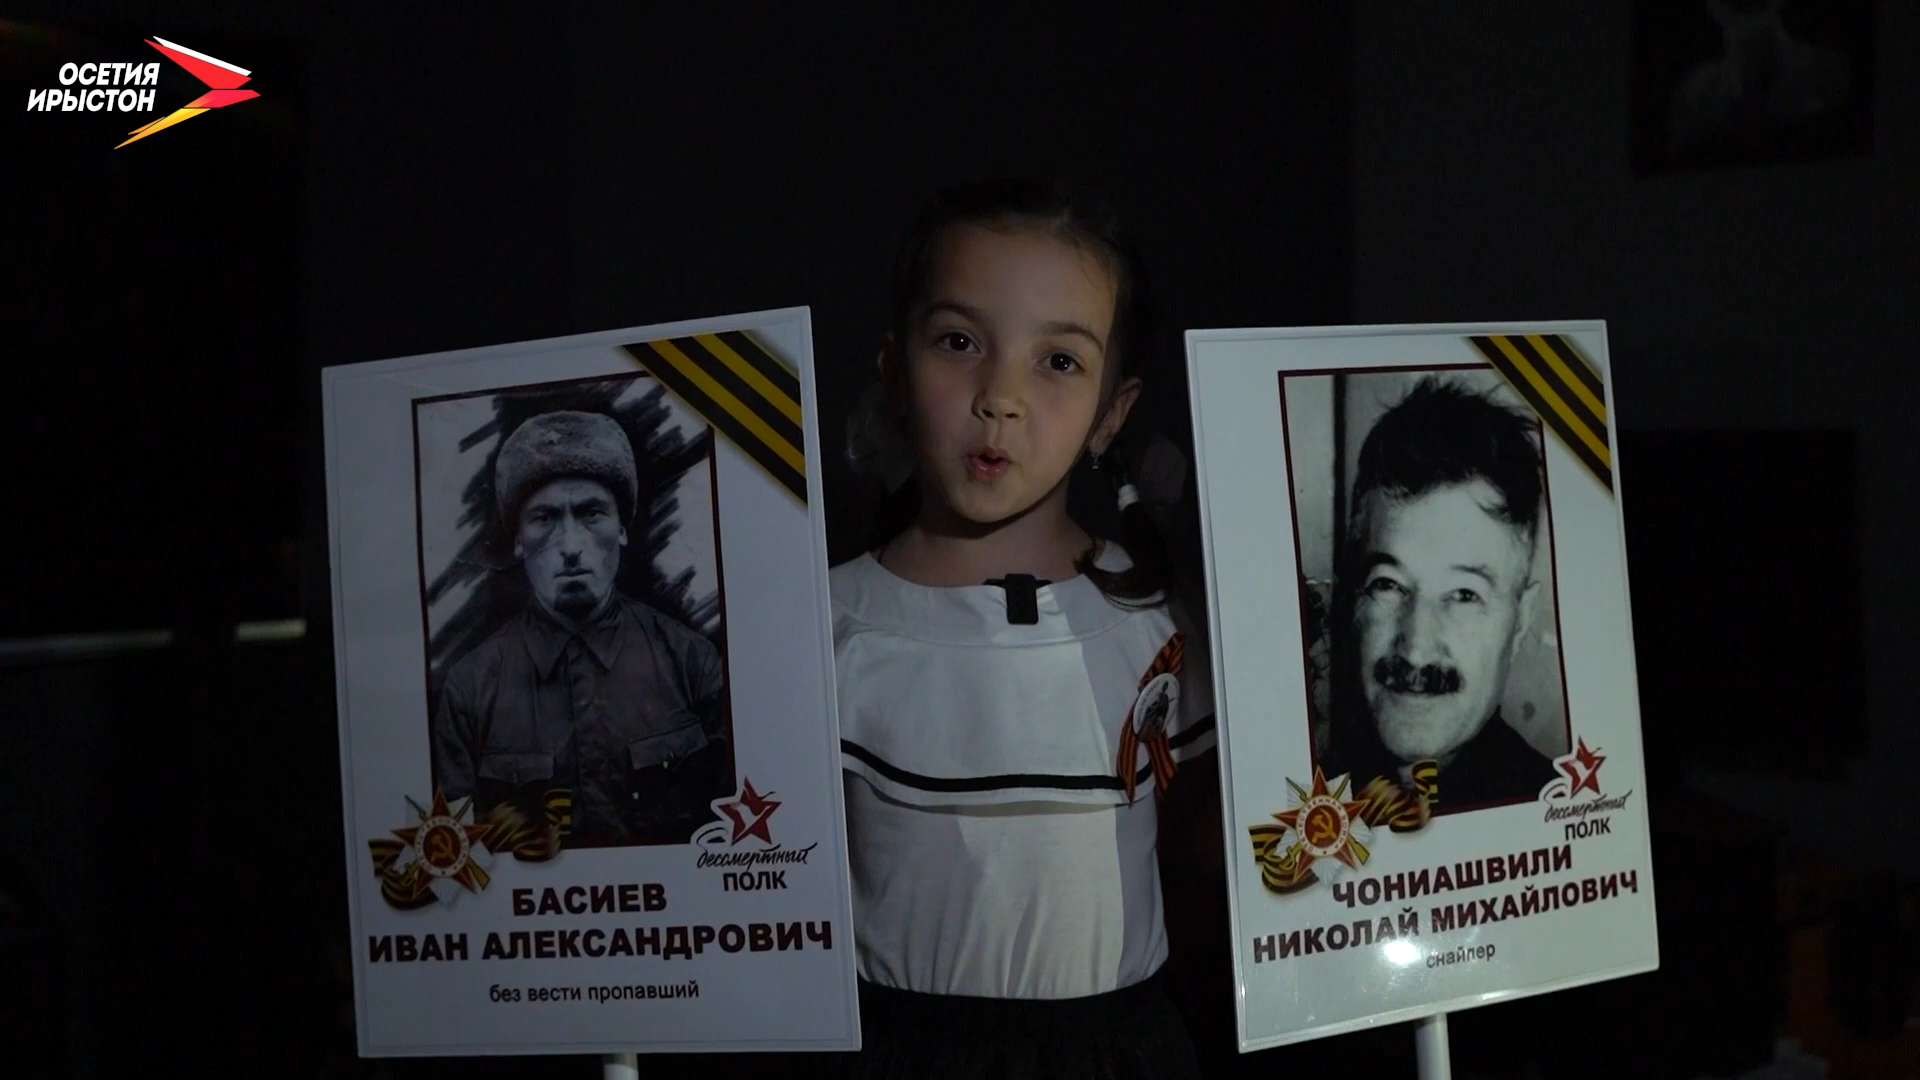 ОСЕТИЯ
ИРЫСТОН
бессмертный
ПОЛК
БАСИЕВ
ИВАН АЛЕКСАНДРОВИЧ
без вести пропавший
бессмертный
ПОЛК
ЧОНИАШВИЛИ
НИКОЛАЙ МИХАЙЛОВИЧ
снайпер